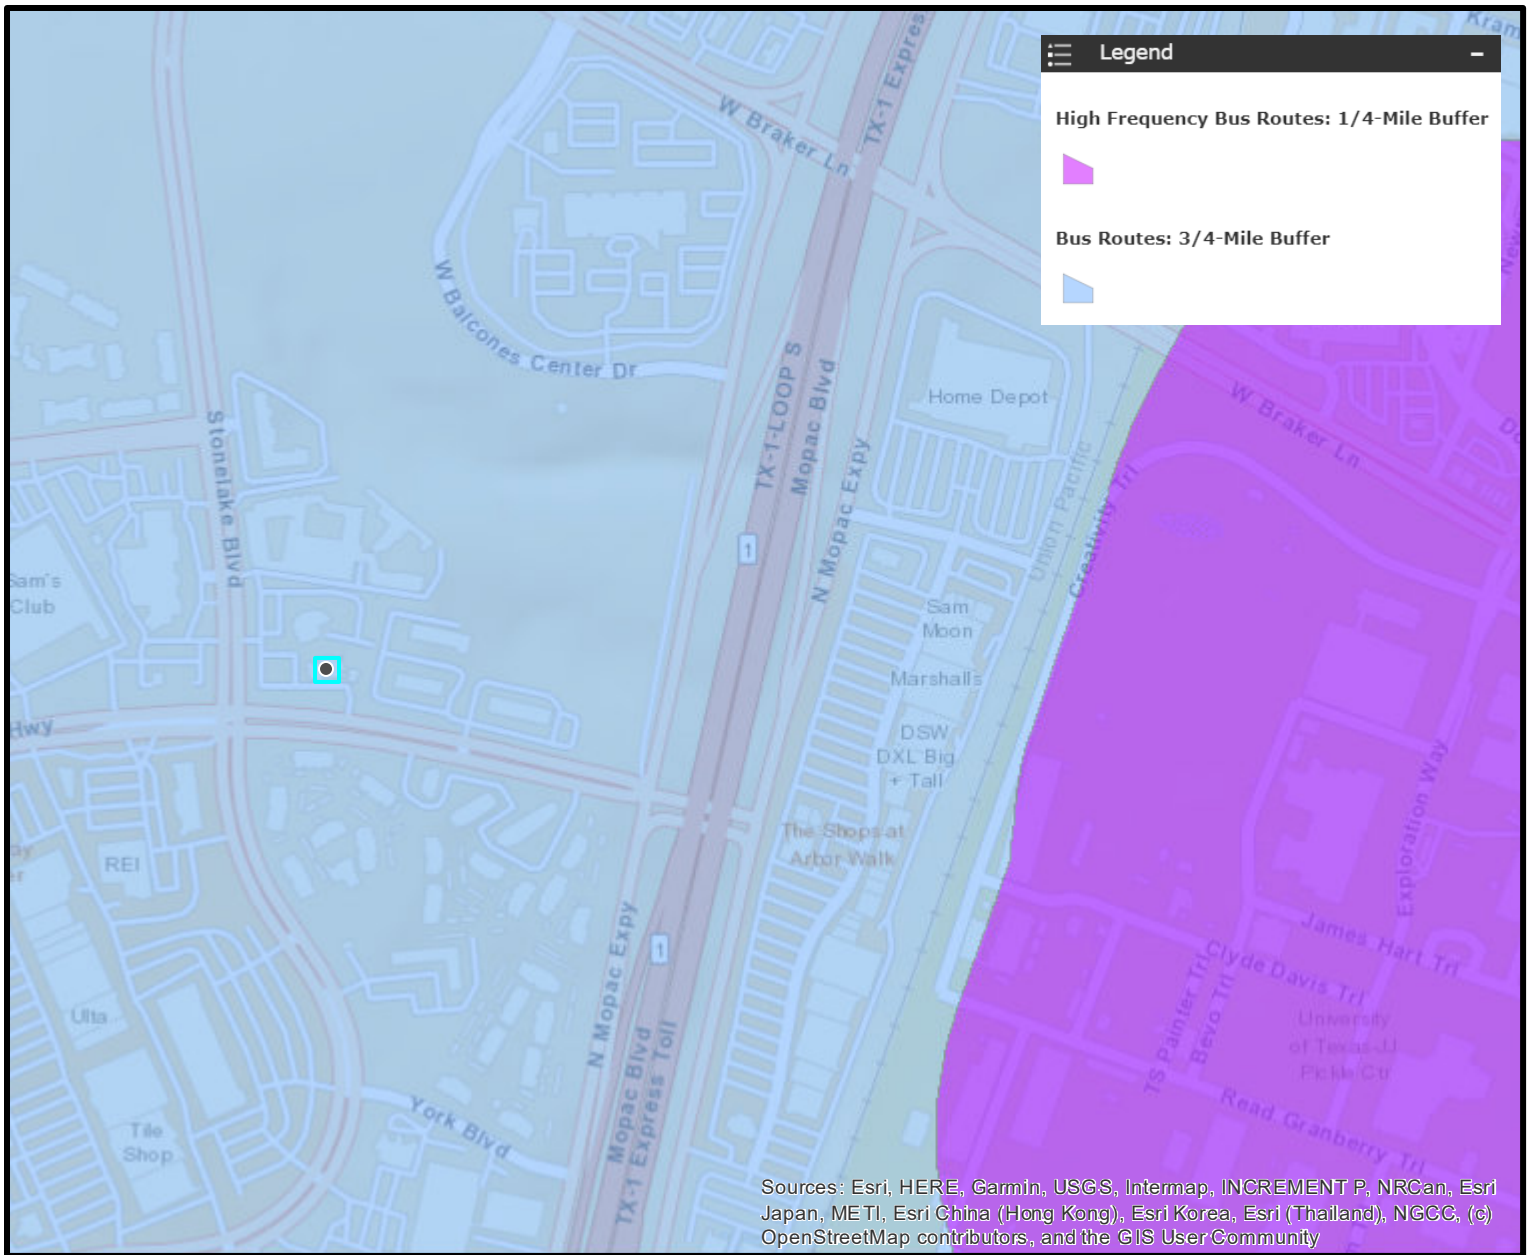 Kram
Legend
High Frequency Bus Routes: 1/4-Mile Buffer
Bus Routes: 3/4-Mile Buffer
TX-1 Expres
W Braker Ln
W Balcones Center Dr
TX-1-LOOP S
Mopac Blvd
N Mopac Expy
Home Depot
W Braker Ln
Stonelake Blvd
Union Pacific
Creativity Trl
1
Sam's
Club
Sam
Moon
Marshalls
DSW
DXL Big
+ Tall
Hwy
The Shops at
Arbor Walk
REI
Exploration Way
James Hart Trl
Clyde Davis Trl
TS Painter Trl
Bevo Trl
N Mopac Expy
1
Ulta
University
of Texas-JJ
Pickle Ctr
Mopac Blvd
TX-1 Express Toll
York Blvd
Read Granberry Trl
Tile
Shop
Sources: Esri, HERE, Garmin, USGS, Intermap, INCREMENT P, NRCan, Esri
Japan, METI, Esri China (Hong Kong), Esri Korea, Esri (Thailand), NGCC, (c)
OpenStreetMap contributors, and the GIS User Community